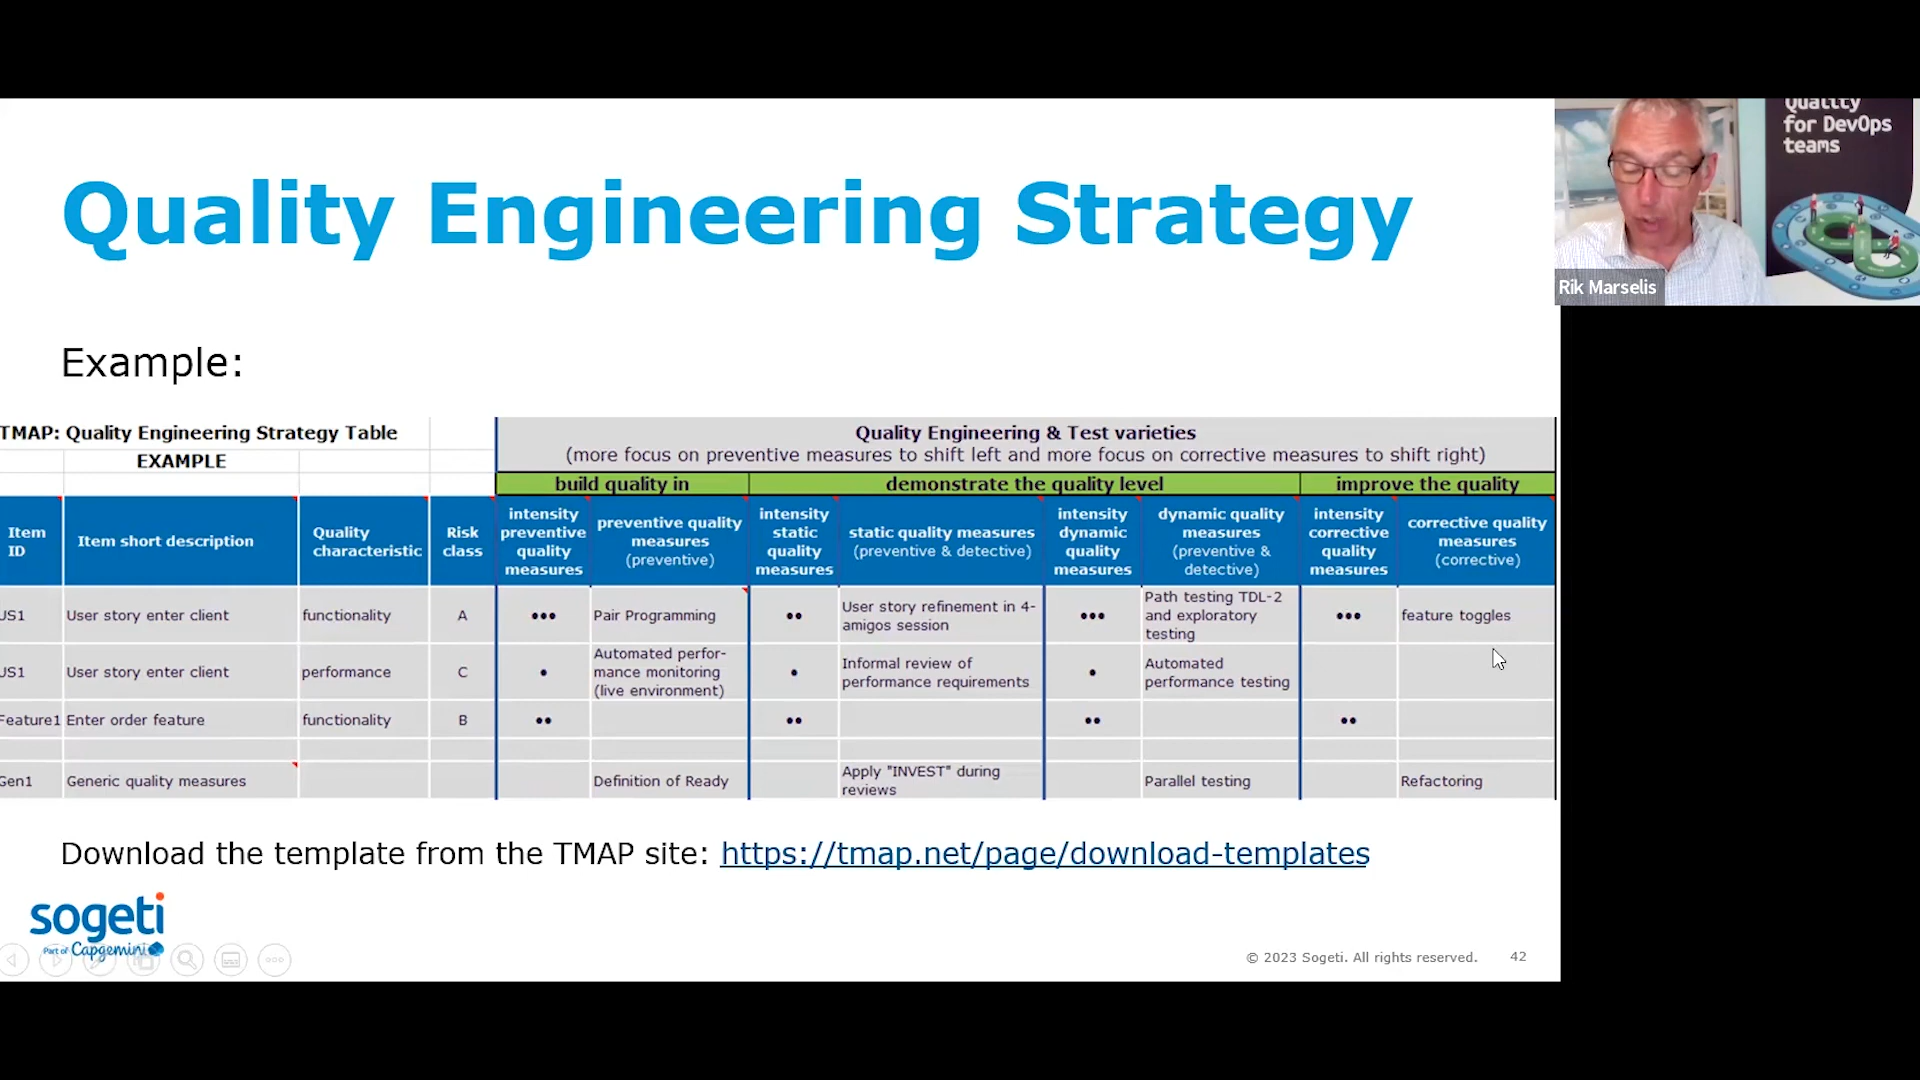 Quality
for DevOps
teams
Rik Marselis
Quality Engineering Strategy
Example:
TMAP: Quality Engineering Strategy Table
EXAMPLE
Quality Engineering & Test varieties
(more focus on preventive measures to shift left and more focus on corrective measures to shift right)
build quality in
demonstrate the quality level
improve the quality
Item
ID
Item short description
Quality
characteristic
Risk
class
intensity
preventive
quality
measures
preventive quality
measures
(preventive)
intensity
static
quality
measures
static quality measures
(preventive & detective)
intensity
dynamic
quality
measures
dynamic quality
measures
(preventive &
detective)
intensity
corrective
quality
measures
corrective quality
measures
(corrective)
US1
User story enter client
functionality
A
•••
Pair Programming
••
User story refinement in 4-
amigos session
•••
Path testing TDL-2
and exploratory
testing
•••
feature toggles
US1
User story enter client
performance
C
•
Automated perfor-
mance monitoring
(live environment)
•
Informal review of
performance requirements
•
Automated
performance testing
Feature1
Enter order feature
functionality
B
••
••
••
••
Gen1
Generic quality measures
Definition of Ready
Apply "INVEST" during
reviews
Parallel testing
Refactoring
Download the template from the TMAP site: https://tmap.net/page/download-templates
sogeti
Part of Capgemini
© 2023 Sogeti. All rights reserved.
42